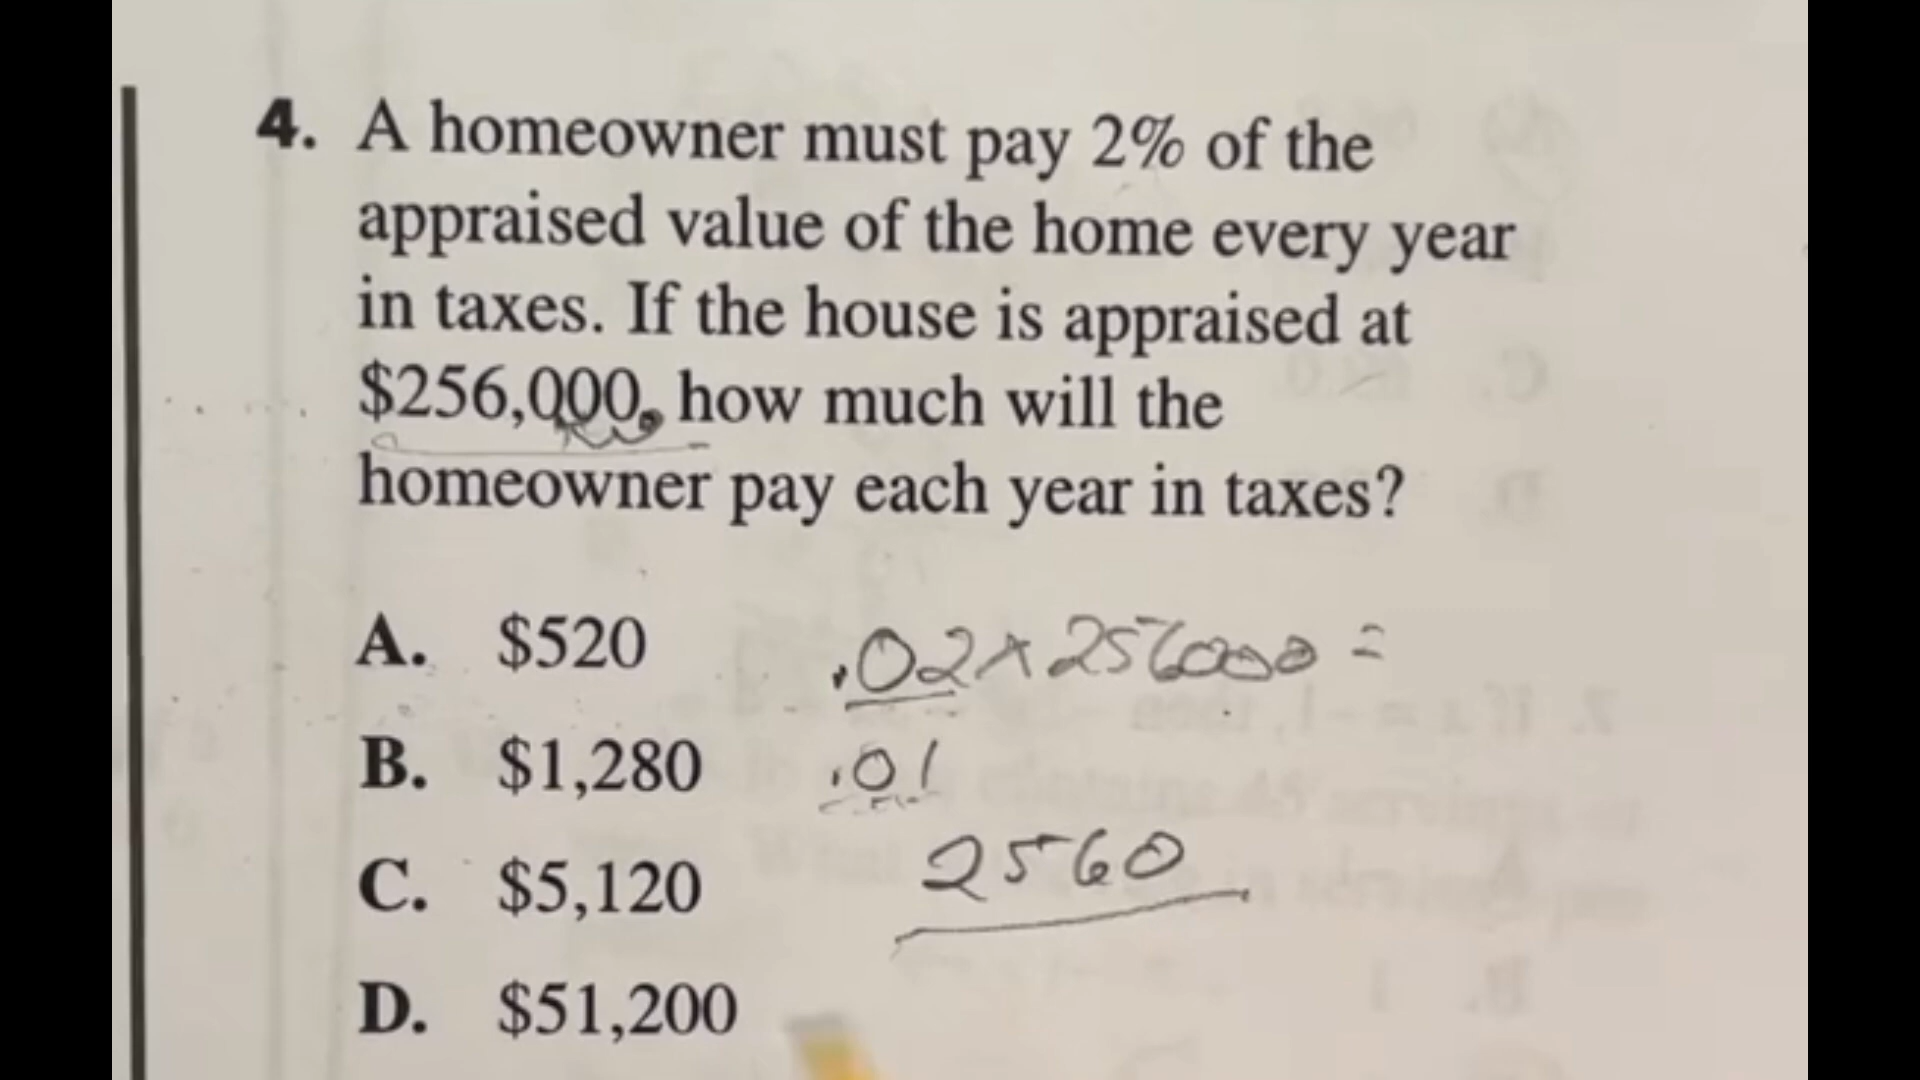 4. A homeowner must pay 2% of the
appraised value of the home every year
in taxes. If the house is appraised at
$256,000, how much will the
homeowner pay each year in taxes?
A. $520
.02 x 256000 =
B. $1,280
.01
C. $5,120
2560
D. $51,200